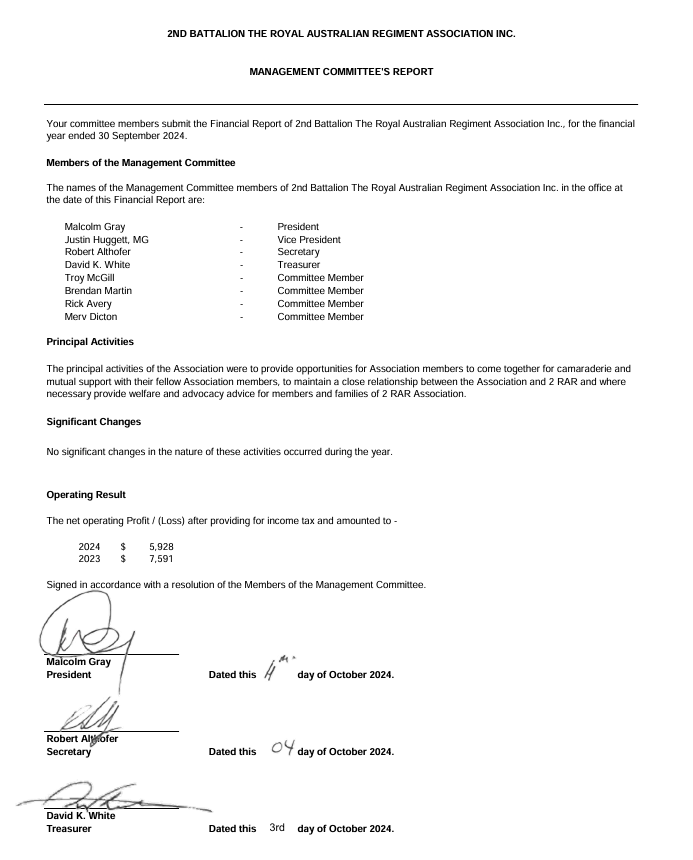 2ND BATTALION THE ROYAL AUSTRALIAN REGIMENT ASSOCIATION INC.
MANAGEMENT COMMITTEE'S REPORT
Your committee members submit the Financial Report of 2nd Battalion The Royal Australian Regiment Association Inc., for the financial
year ended 30 September 2024.
Members of the Management Committee
The names of the Management Committee members of 2nd Battalion The Royal Australian Regiment Association Inc. in the office at
the date of this Financial Report are:
Malcolm Gray - President
Justin Huggett, MG - Vice President
Robert Althofer - Secretary
David K. White - Treasurer
Troy McGill - Committee Member
Brendan Martin - Committee Member
Rick Avery - Committee Member
Merv Dicton - Committee Member
Principal Activities
The principal activities of the Association were to provide opportunities for Association members to come together for camaraderie and
mutual support with their fellow Association members, to maintain a close relationship between the Association and 2 RAR and where
necessary provide welfare and advocacy advice for members and families of 2 RAR Association.
Significant Changes
No significant changes in the nature of these activities occurred during the year.
Operating Result
The net operating Profit / (Loss) after providing for income tax and amounted to -
2024 $ 5,928
2023 $ 7,591
Signed in accordance with a resolution of the Members of the Management Committee.
Malcolm Gray
President Dated this day of October 2024.
Robert Althofer
Secretary Dated this 04 day of October 2024.
David K. White
Treasurer Dated this 3rd day of October 2024.